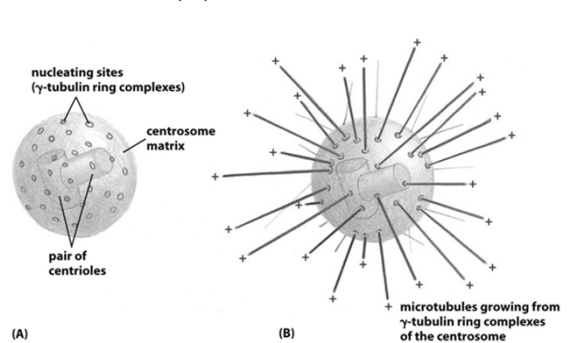 nucleating sites
(γ-tubulin ring complexes)
centrosome
matrix
pair of
centrioles
(A)
+ + + + + + + + + + + + + + + + + + + + + + + +
microtubules growing from
γ-tubulin ring complexes
of the centrosome
(B)